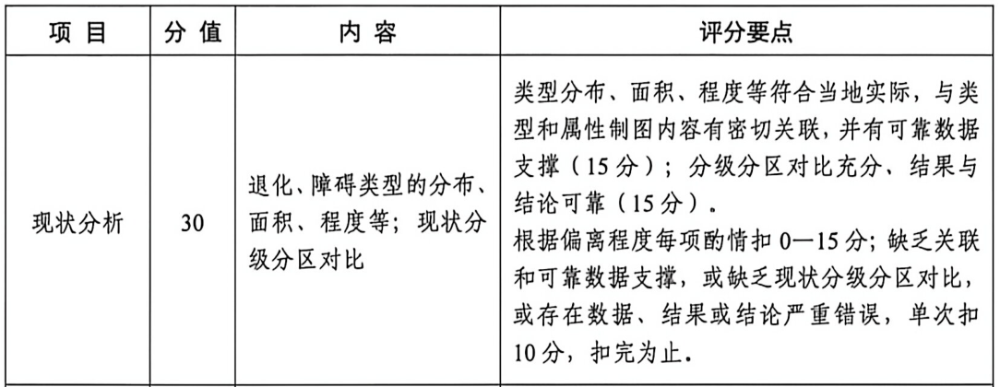 项 目
分 值
内 容
评分要点
现状分析
30
退化、障碍类型的分布、
面积、程度等；现状分
级分区对比
类型分布、面积、程度等符合当地实际，与类
型和属性制图内容有密切关联，并有可靠数据
支撑（15 分）；分级分区对比充分、结果与
结论可靠（15 分）。
根据偏离程度每项酌情扣 0—15 分；缺乏关联
和可靠数据支撑，或缺乏现状分级分区对比，
或存在数据、结果或结论严重错误，单次扣
10 分，扣完为止。